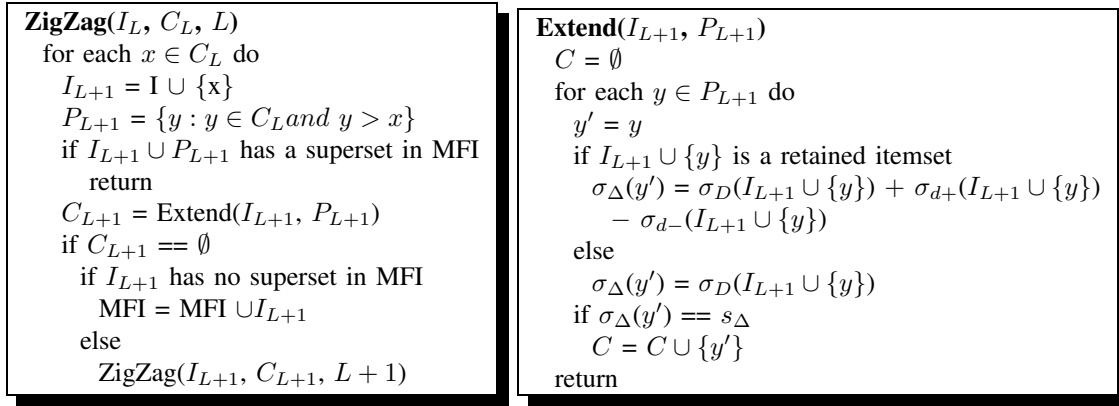 ZigZag(I_L, C_L, L)
for each x ∈ C_L do
I_{L+1} = I ∪ {x}
P_{L+1} = {y : y ∈ C_L and y > x}
if I_{L+1} ∪ P_{L+1} has a superset in MFI
return
C_{L+1} = Extend(I_{L+1}, P_{L+1})
if C_{L+1} == ∅
if I_{L+1} has no superset in MFI
MFI = MFI ∪I_{L+1}
else
ZigZag(I_{L+1}, C_{L+1}, L + 1)
Extend(I_{L+1}, P_{L+1})
C = ∅
for each y ∈ P_{L+1} do
y′ = y
if I_{L+1} ∪ {y} is a retained itemset
σ_Δ(y′) = σ_D(I_{L+1} ∪ {y}) + σ_{d+}(I_{L+1} ∪ {y})
− σ_{d−}(I_{L+1} ∪ {y})
else
σ_Δ(y′) = σ_D(I_{L+1} ∪ {y})
if σ_Δ(y′) == s_Δ
C = C ∪ {y′}
return